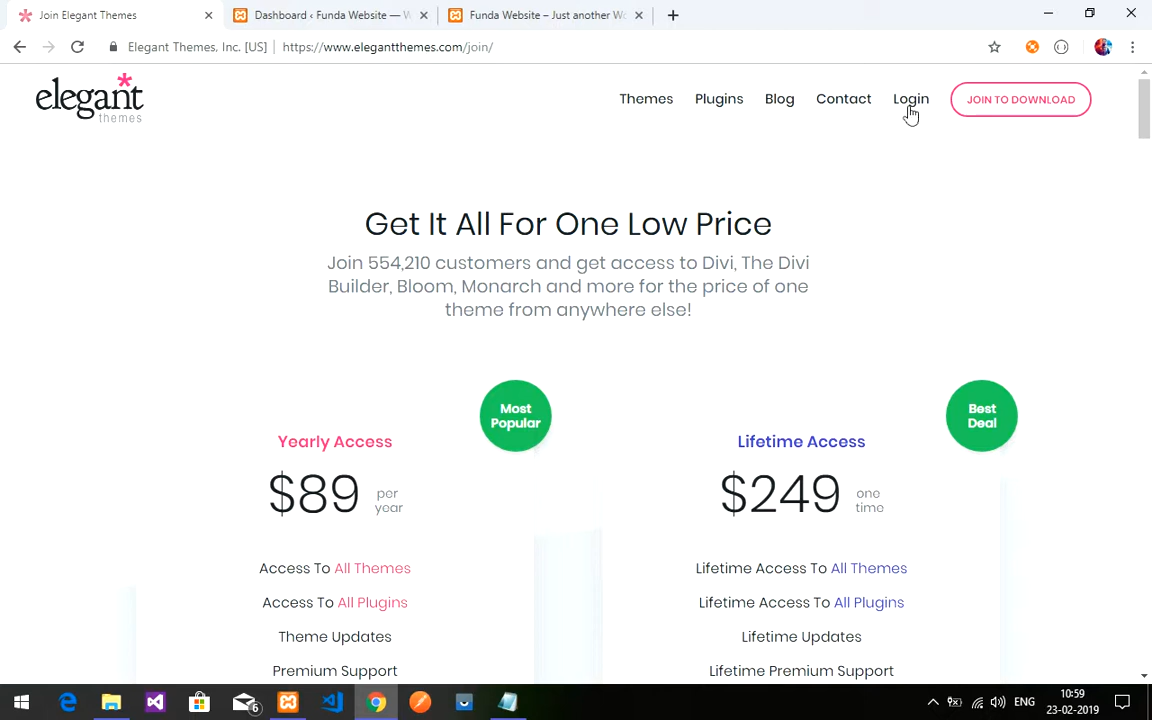 Join Elegant Themes
Dashboard ‹ Funda Website — W
Funda Website – Just another Wo
Elegant Themes, Inc. [US]
https://www.elegantthemes.com/join/
elegant
themes
Themes
Plugins
Blog
Contact
Login
JOIN TO DOWNLOAD
Get It All For One Low Price
Join 554,210 customers and get access to Divi, The Divi
Builder, Bloom, Monarch and more for the price of one
theme from anywhere else!
Most
Popular
Yearly Access
$89 per
year
Access To All Themes
Access To All Plugins
Theme Updates
Premium Support
Best
Deal
Lifetime Access
$249 one
time
Lifetime Access To All Themes
Lifetime Access To All Plugins
Lifetime Updates
Lifetime Premium Support
6
ENG
10:59
23-02-2019